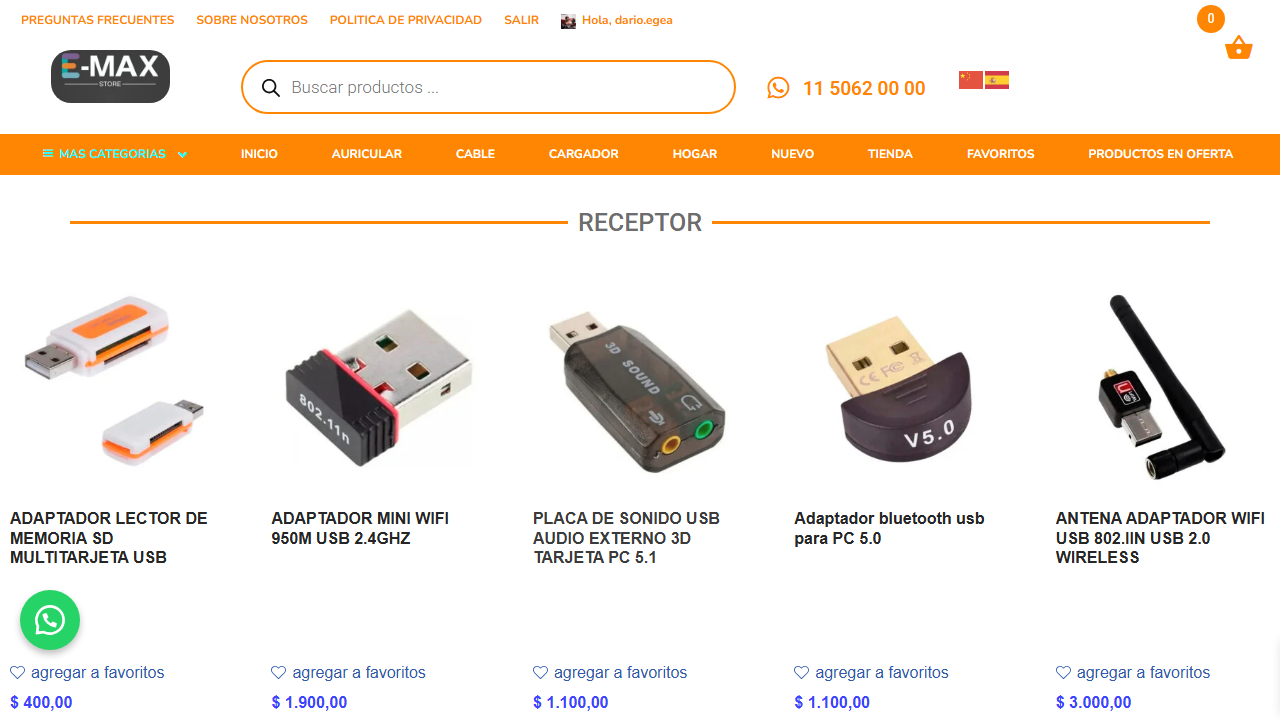 PREGUNTAS FRECUENTES SOBRE NOSOTROS POLITICA DE PRIVACIDAD SALIR Hola, dario.egea
0
E-MAX
STORE
Buscar productos ...
11 5062 00 00
MAS CATEGORIAS INICIO AURICULAR CABLE CARGADOR HOGAR NUEVO TIENDA FAVORITOS PRODUCTOS EN OFERTA
RECEPTOR
802.11n
3D SOUND
V5.0
ADAPTADOR LECTOR DE
MEMORIA SD
MULTITARJETA USB
ADAPTADOR MINI WIFI
950M USB 2.4GHZ
PLACA DE SONIDO USB
AUDIO EXTERNO 3D
TARJETA PC 5.1
Adaptador bluetooth usb
para PC 5.0
ANTENA ADAPTADOR WIFI
USB 802.IIN USB 2.0
WIRELESS
agregar a favoritos agregar a favoritos agregar a favoritos agregar a favoritos agregar a favoritos
$ 400,00 $ 1.900,00 $ 1.100,00 $ 1.100,00 $ 3.000,00